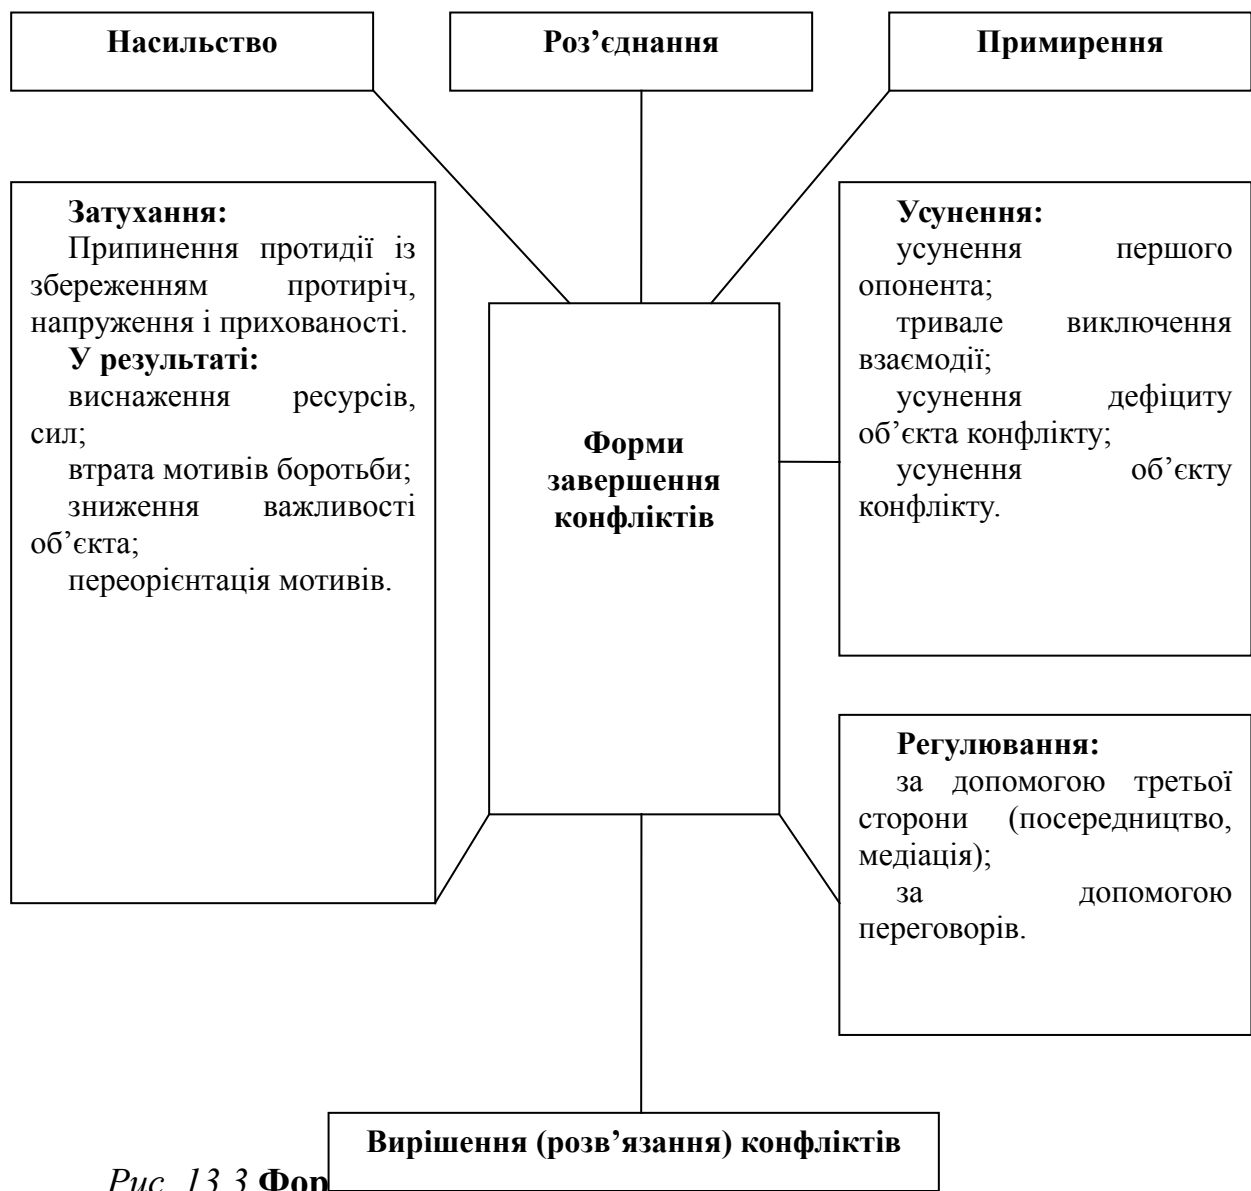 Насильство
Роз’єднання
Примирення
Затухання:
Припинення протидії із
збереженням протиріч,
напруження і прихованості.
У результаті:
виснаження ресурсів,
сил;
втрата мотивів боротьби;
зниження важливості
об’єкта;
переорієнтація мотивів.
Форми
завершення
конфліктів
Усунення:
усунення першого
опонента;
тривале виключення
взаємодії;
усунення дефіциту
об’єкта конфлікту;
усунення об’єкту
конфлікту.
Регулювання:
за допомогою третьої
сторони (посередництво,
медіація);
за допомогою
переговорів.
Вирішення (розв’язання) конфліктів
Рис. 13.3 Фор